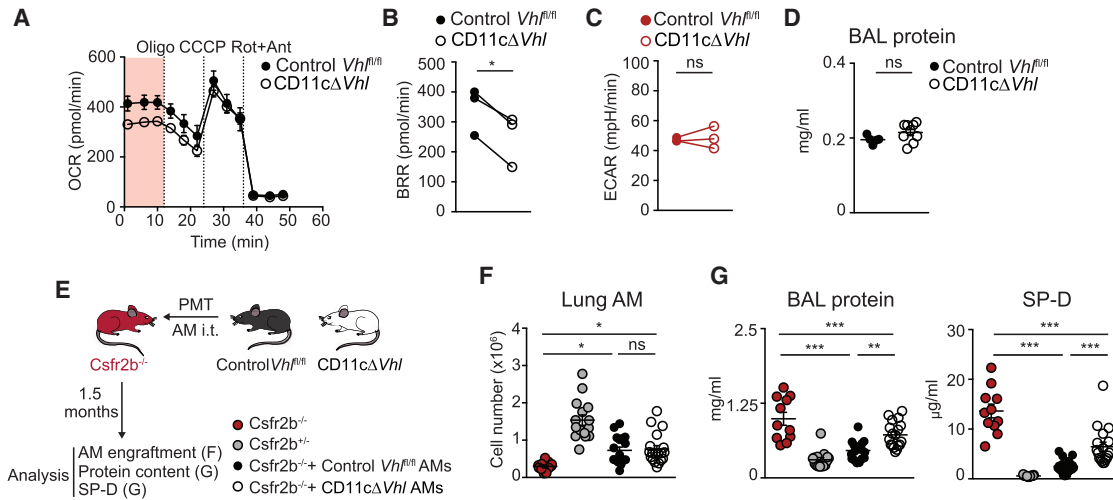 A
Oligo CCCP Rot+Ant
Control Vhlfl/fl
CD11cΔVhl
OCR (pmol/min)
600
400
200
0
0 10 20 30 40 50 60
Time (min)
B
Control Vhlfl/fl
CD11cΔVhl
BRR (pmol/min)
500
400
300
200
100
0
*
C
Control Vhlfl/fl
CD11cΔVhl
ECAR (mpH/min)
100
80
60
40
20
0
ns
D
BAL protein
Control Vhlfl/fl
CD11cΔVhl
mg/ml
0.4
0.2
0
ns
E
PMT
AM i.t.
Csfr2b-/-
ControlVhlfl/fl
CD11cΔVhl
1.5
months
Analysis
AM engraftment (F)
Protein content (G)
SP-D (G)
Csfr2b-/-
Csfr2b+/-
Csfr2b-/-+ Control Vhlfl/fl AMs
Csfr2b-/-+ CD11cΔVhl AMs
F
Lung AM
Cell number (x10⁶)
4
3
2
1
0
*
*
ns
G
BAL protein
mg/ml
2.5
1.25
0
***
***
**
SP-D
µg/ml
30
20
10
0
***
***
***